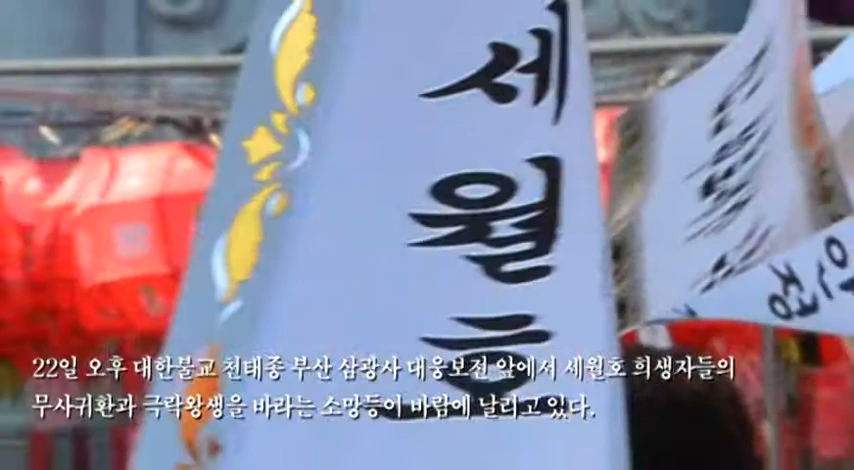 세
월
22일 오후 대한불교 천태종 부산 삼광사 대웅보전 앞에서 세월호 희생자들의
무사귀환과 극락왕생을 바라는 소망등이 바람에 날리고 있다.